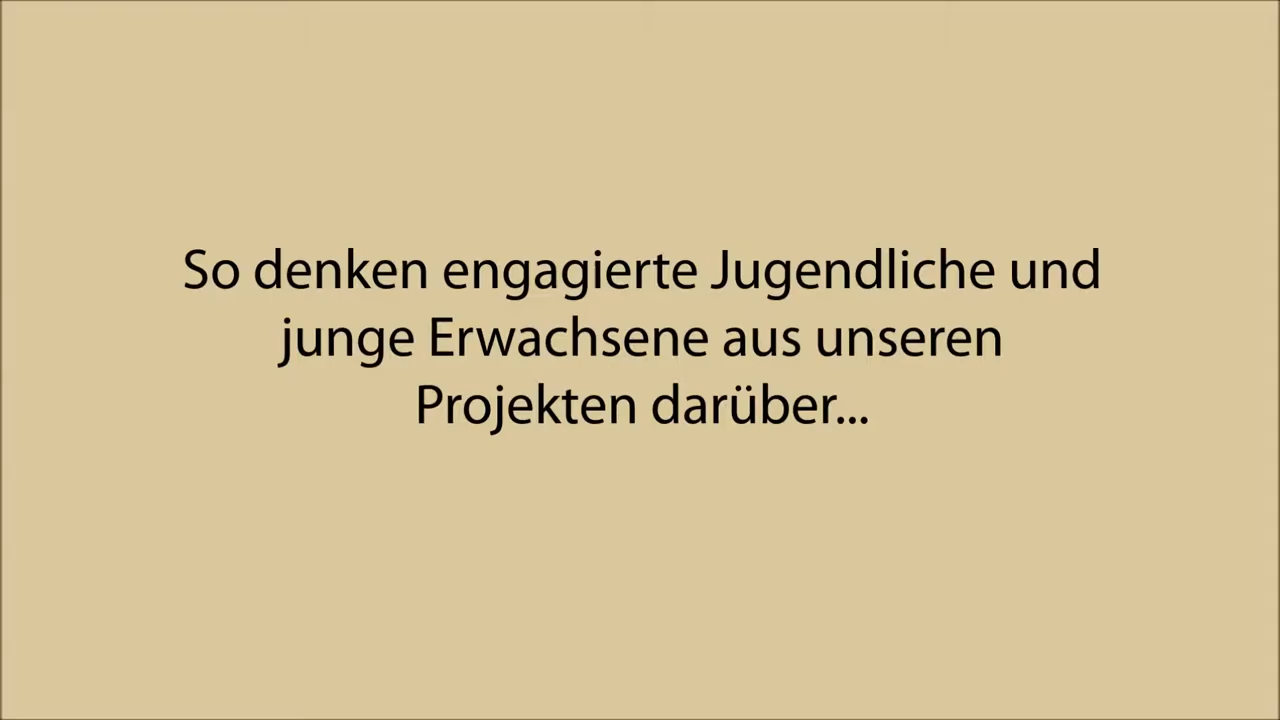 So denken engagierte Jugendliche und
junge Erwachsene aus unseren
Projekten darüber...